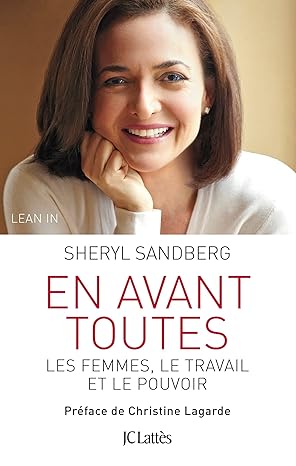 LEAN IN
SHERYL SANDBERG
EN AVANT
TOUTES
LES FEMMES, LE TRAVAIL
ET LE POUVOIR
Préface de Christine Lagarde
JC Lattès